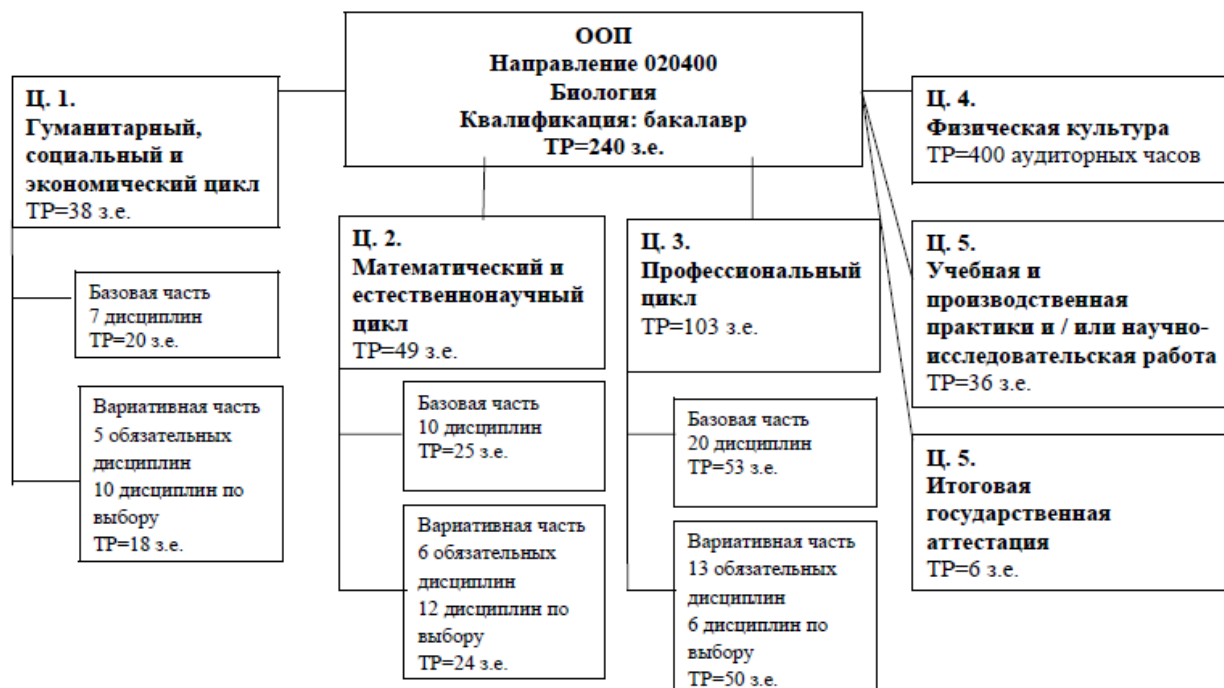 ООП
Направление 020400
Биология
Квалификация: бакалавр
ТР=240 з.е.
Ц. 1.
Гуманитарный,
социальный и
экономический цикл
ТР=38 з.е.
Базовая часть
7 дисциплин
ТР=20 з.е.
Вариативная часть
5 обязательных
дисциплин
10 дисциплин по
выбору
ТР=18 з.е.
Ц. 2.
Математический и
естественнонаучный
цикл
ТР=49 з.е.
Базовая часть
10 дисциплин
ТР=25 з.е.
Вариативная часть
6 обязательных
дисциплин
12 дисциплин по
выбору
ТР=24 з.е.
Ц. 3.
Профессиональный
цикл
ТР=103 з.е.
Базовая часть
20 дисциплин
ТР=53 з.е.
Вариативная часть
13 обязательных
дисциплин
6 дисциплин по
выбору
ТР=50 з.е.
Ц. 4.
Физическая культура
ТР=400 аудиторных часов
Ц. 5.
Учебная и
производственная
практики и / или научно-
исследовательская работа
ТР=36 з.е.
Ц. 5.
Итоговая
государственная
аттестация
ТР=6 з.е.